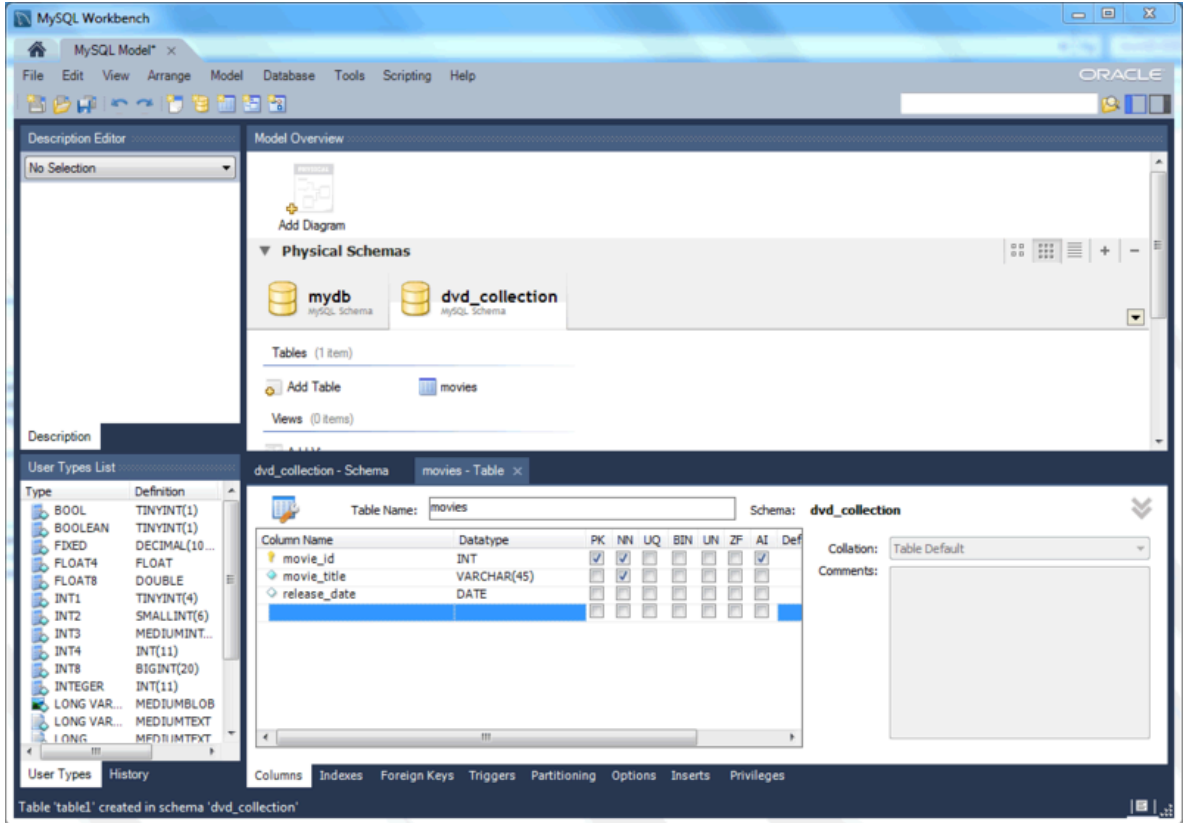 MySQL Workbench
MySQL Model* ×
File Edit View Arrange Model Database Tools Scripting Help
ORACLE
Description Editor
No Selection
Description
Model Overview
Add Diagram
Physical Schemas
mydb
MySQL Schema
dvd_collection
MySQL Schema
Tables (1 item)
Add Table
movies
Views (0 items)
User Types List
Type Definition
BOOL TINYINT(1)
BOOLEAN TINYINT(1)
FIXED DECIMAL(10...
FLOAT4 FLOAT
FLOAT8 DOUBLE
INT1 TINYINT(4)
INT2 SMALLINT(6)
INT3 MEDIUMINT...
INT4 INT(11)
INT8 BIGINT(20)
INTEGER INT(11)
LONG VAR... MEDIUMBLOB
LONG VAR... MEDIUMTEXT
LONG MEDIUMTEXT
User Types History
dvd_collection - Schema movies - Table ×
Table Name: movies Schema: dvd_collection
Column Name Datatype PK NN UQ BIN UN ZF AI Def
movie_id INT
movie_title VARCHAR(45)
release_date DATE
Collation: Table Default
Comments:
Columns Indexes Foreign Keys Triggers Partitioning Options Inserts Privileges
Table 'table1' created in schema 'dvd_collection'